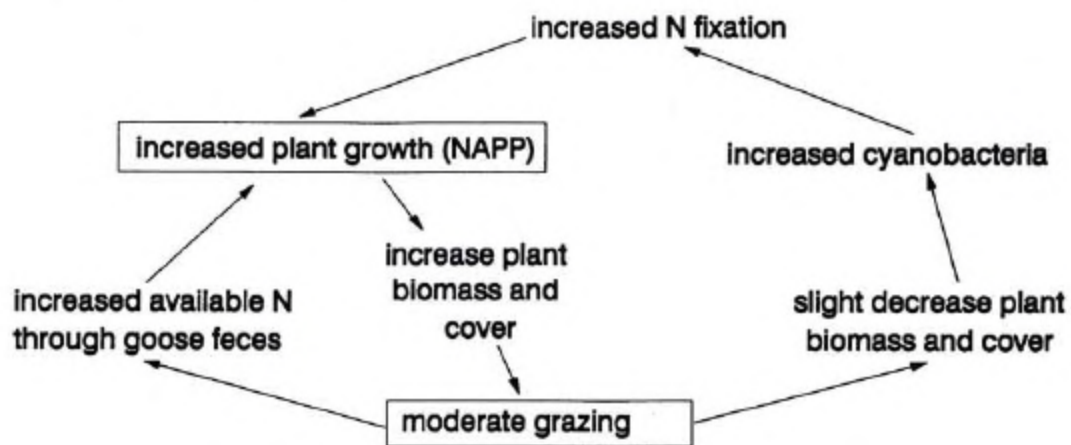 increased N fixation
increased plant growth (NAPP)
increased cyanobacteria
increase plant
biomass and
cover
increased available N
through goose feces
slight decrease plant
biomass and cover
moderate grazing